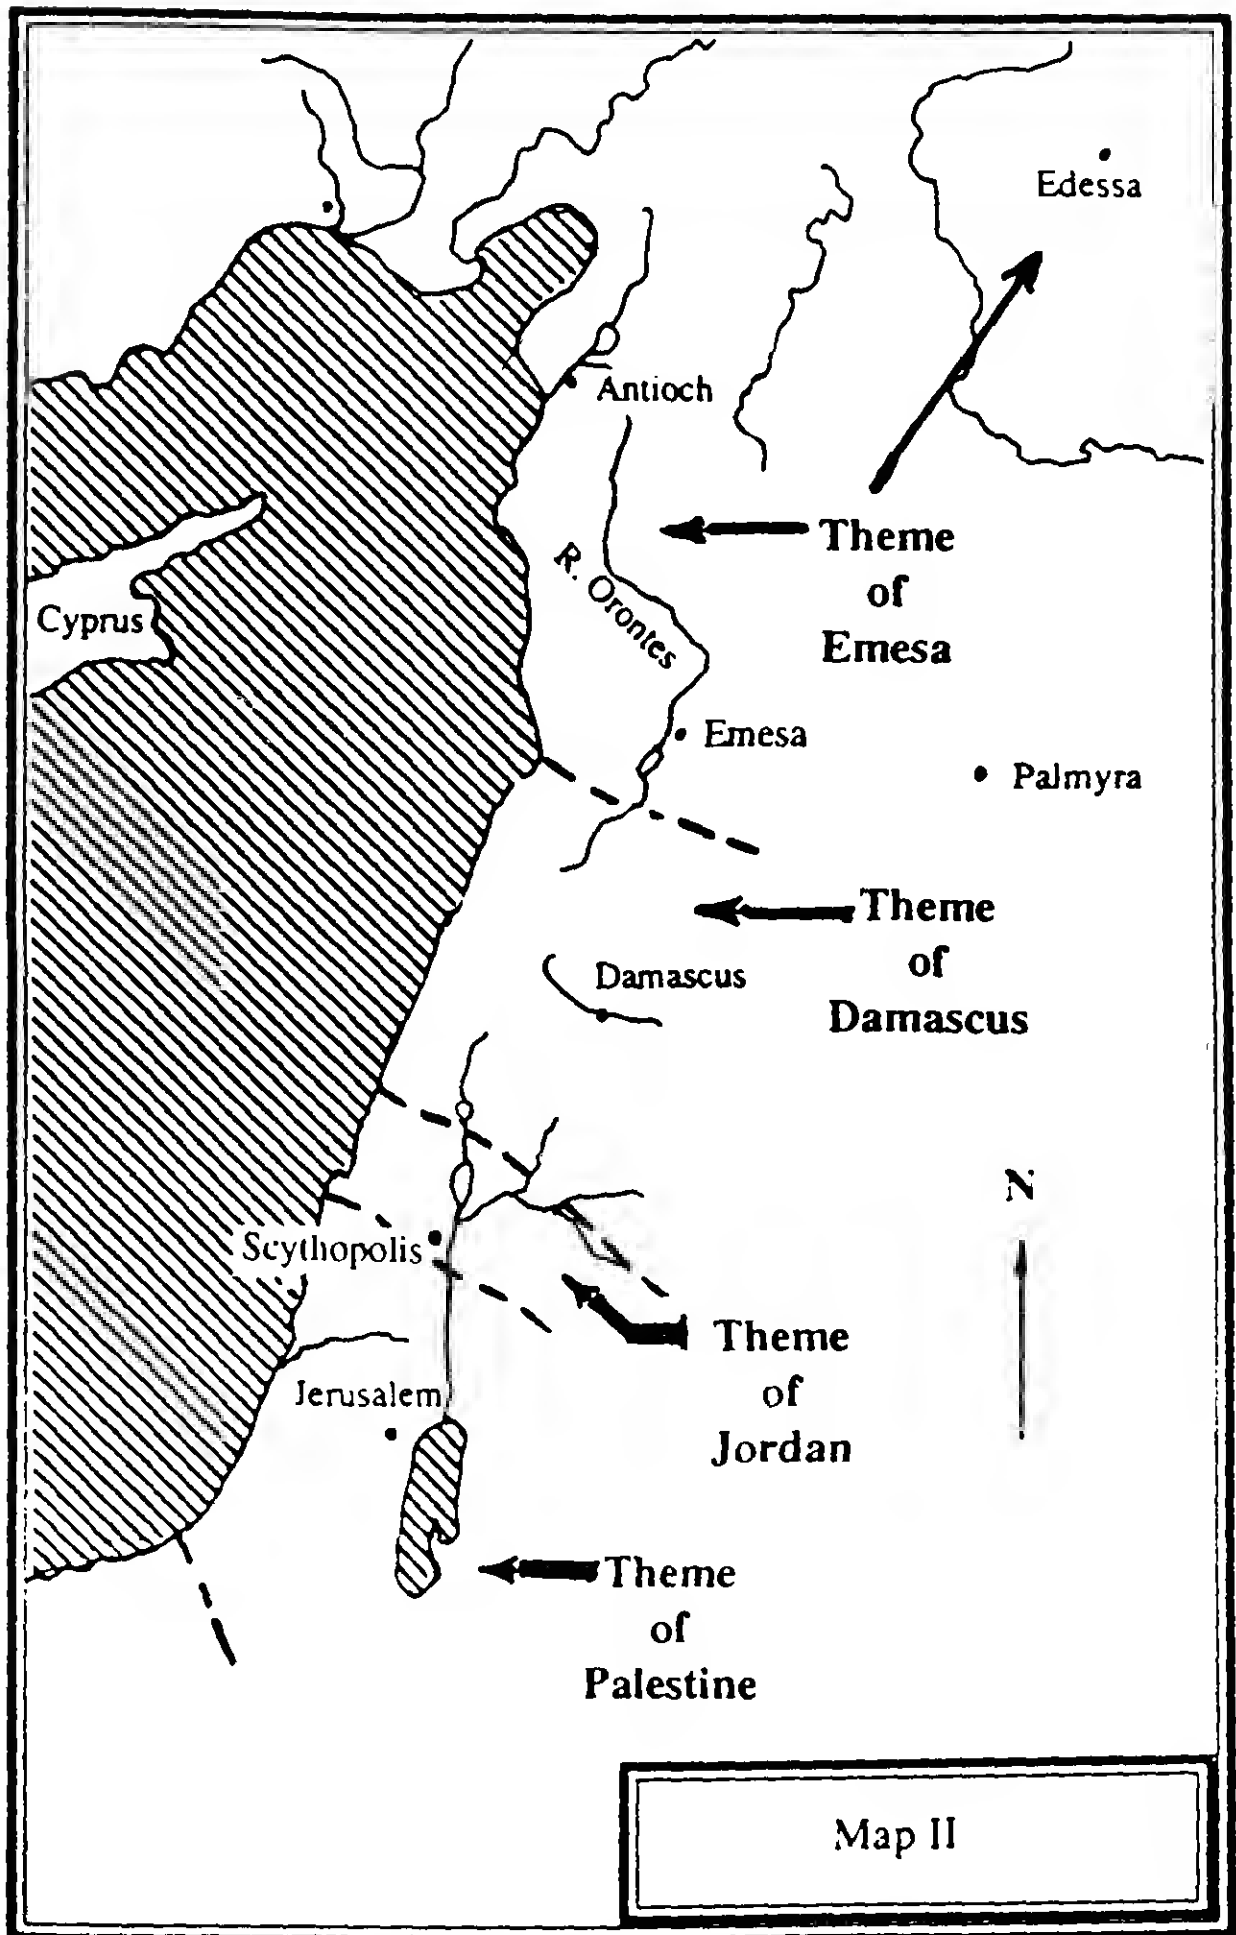 Edessa
Antioch
Theme
of
Emesa
R. Orontes
Cyprus
Emesa
Palmyra
Theme
of
Damascus
Damascus
N
Scythopolis
Theme
of
Jordan
Jerusalem
Theme
of
Palestine
Map II